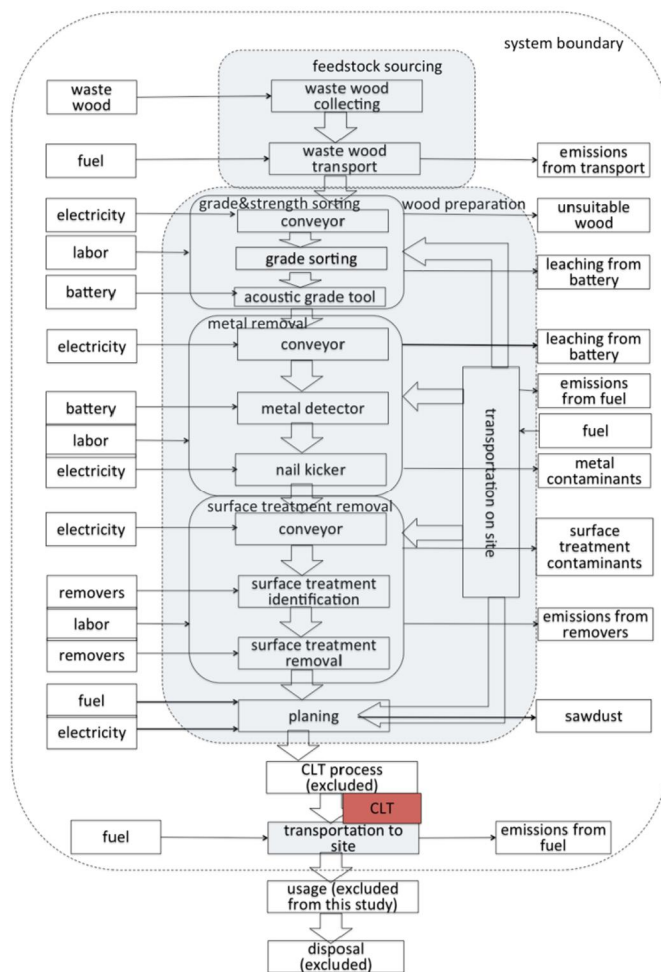 system boundary
feedstock sourcing
waste
wood
waste wood
collecting
fuel
waste wood
transport
emissions
from transport
grade&strength sorting
wood preparation
electricity
conveyor
unsuitable
wood
labor
grade sorting
leaching from
battery
battery
acoustic grade tool
metal removal
electricity
conveyor
leaching from
battery
emissions
from fuel
battery
metal detector
transportation on site
fuel
labor
electricity
nail kicker
metal
contaminants
surface treatment removal
electricity
conveyor
surface
treatment
contaminants
removers
surface treatment
identification
labor
emissions from
removers
removers
surface treatment
removal
fuel
planing
sawdust
electricity
CLT process
(excluded)
CLT
fuel
transportation to
site
emissions from
fuel
usage (excluded
from this study)
disposal
(excluded)